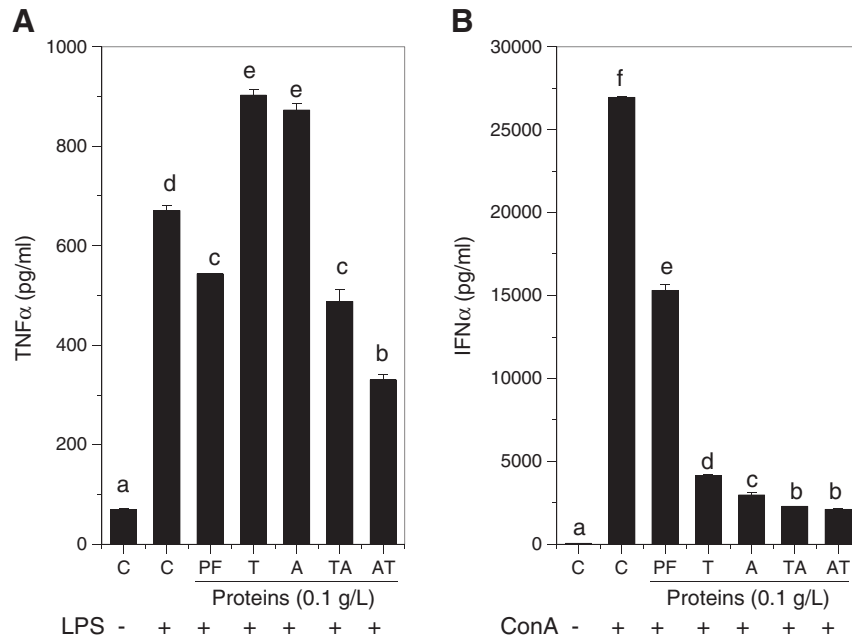 A
B
1000
800
600
400
200
0
TNFα (pg/ml)
a
d
c
e
e
c
b
C C PF T A TA AT
Proteins (0.1 g/L)
LPS - + + + + + +
30000
25000
20000
15000
10000
5000
0
IFNα (pg/ml)
a
f
e
d
c
b
b
C C PF T A TA AT
Proteins (0.1 g/L)
ConA - + + + + + +